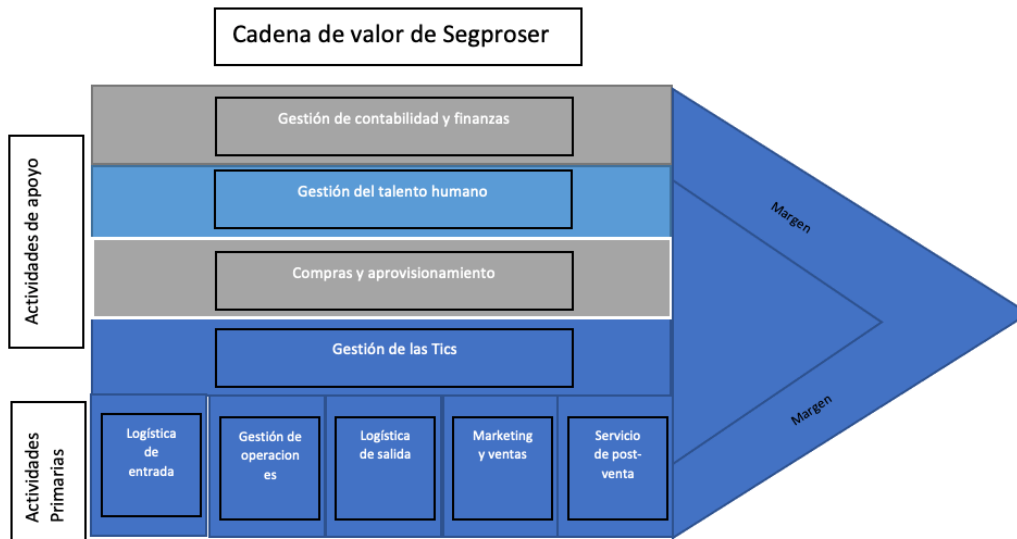 Cadena de valor de Segproser
Actividades de apoyo
Gestión de contabilidad y finanzas
Gestión del talento humano
Compras y aprovisionamiento
Gestión de las Tics
Margen
Margen
Actividades
Primarias
Logística
de
entrada
Gestión de
operacion
es
Logística
de salida
Marketing
y ventas
Servicio
de post-
venta